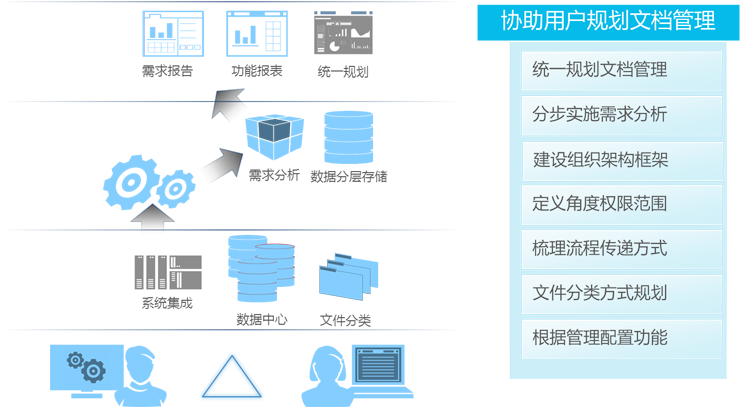 需求报告
功能报表
统一规划
需求分析
数据分层存储
系统集成
数据中心
文件分类
协助用户规划文档管理
统一规划文档管理
分步实施需求分析
建设组织架构框架
定义角度权限范围
梳理流程传递方式
文件分类方式规划
根据管理配置功能